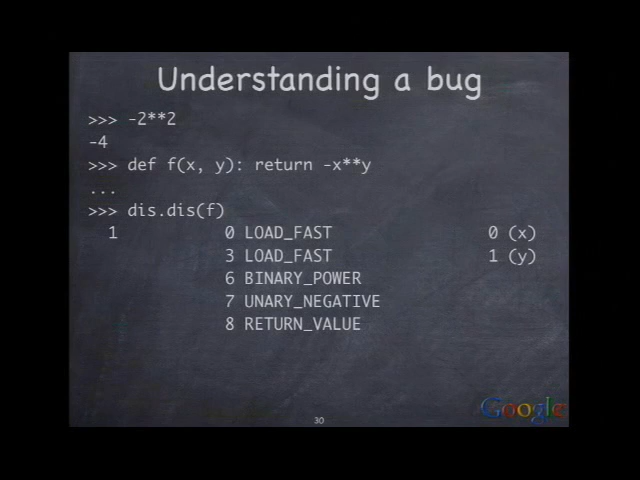 Understanding a bug
>>> -2**2
-4
>>> def f(x, y): return -x**y
...
>>> dis.dis(f)
1 0 LOAD_FAST 0 (x)
3 LOAD_FAST 1 (y)
6 BINARY_POWER
7 UNARY_NEGATIVE
8 RETURN_VALUE
Google
30